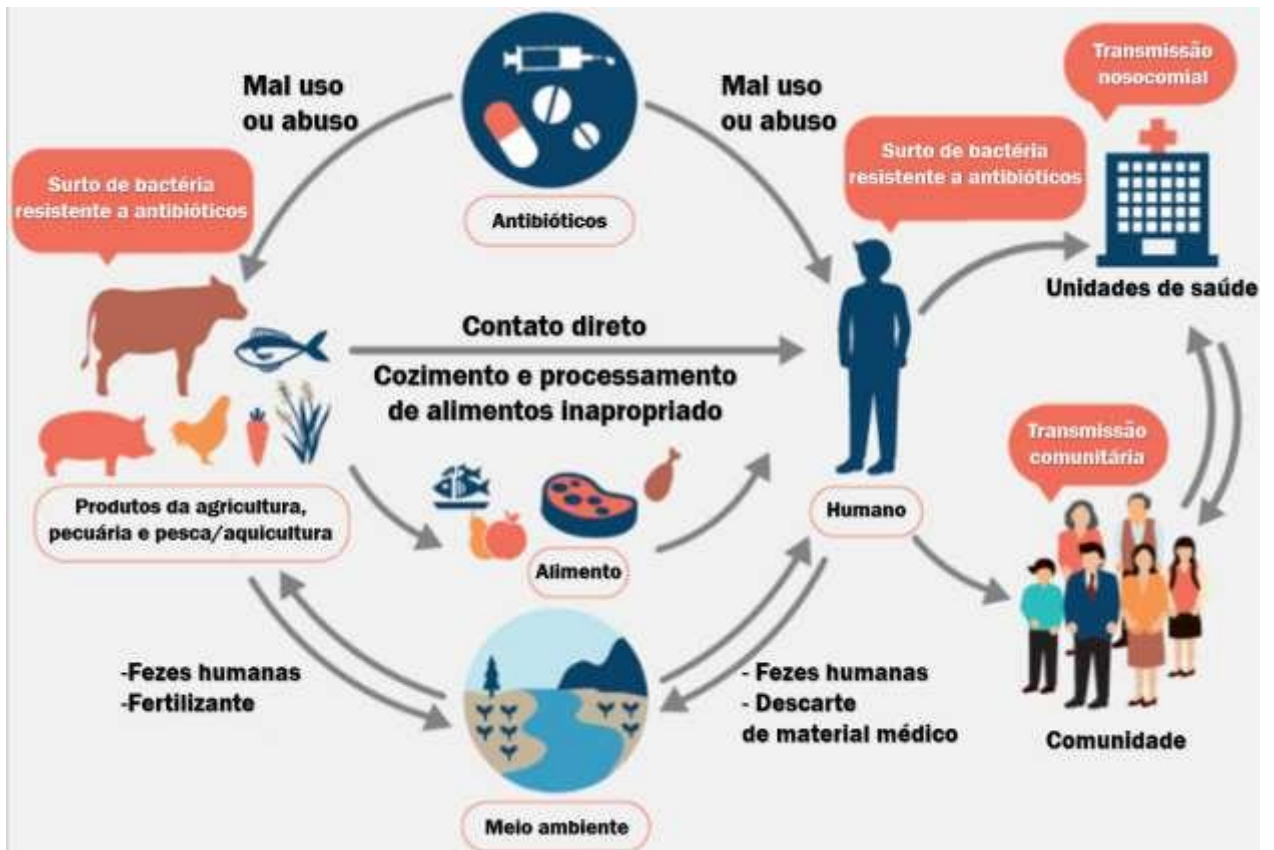 Transmissão
nosocomial
Mal uso
ou abuso
Mal uso
ou abuso
Surto de bactéria
resistente a antibióticos
Surto de bactéria
resistente a antibióticos
Antibióticos
Unidades de saúde
Contato direto
Cozimento e processamento
de alimentos inapropriado
Transmissão
comunitária
Produtos da agricultura,
pecuária e pesca/aquicultura
Humano
Alimento
-Fezes humanas
-Fertilizante
- Fezes humanas
- Descarte
de material médico
Comunidade
Meio ambiente